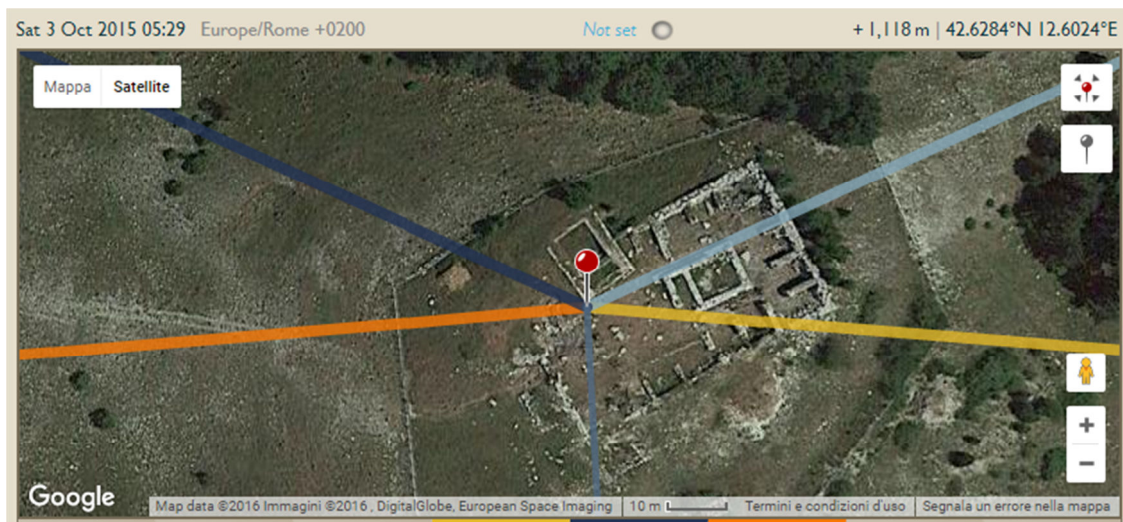 Sat 3 Oct 2015 05:29 Europe/Rome +0200 Not set + 1,118 m | 42.6284°N 12.6024°E
Mappa Satellite
Google Map data ©2016 Immagini ©2016 , DigitalGlobe, European Space Imaging 10 m Termini e condizioni d'uso Segnala un errore nella mappa